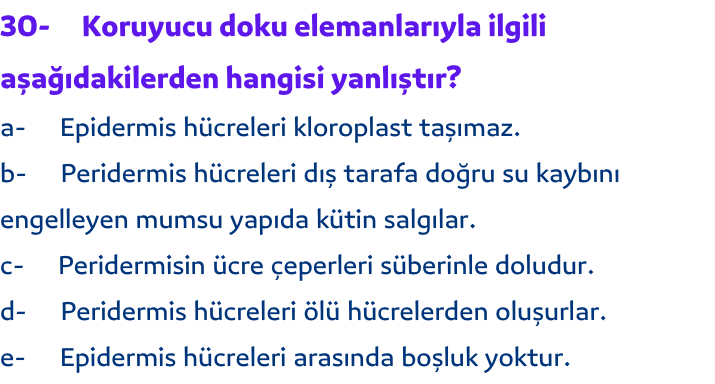 30- Koruyucu doku elemanlarıyla ilgili
aşağıdakilerden hangisi yanlıştır?
a- Epidermis hücreleri kloroplast taşımaz.
b- Peridermis hücreleri dış tarafa doğru su kaybını
engelleyen mumsu yapıda kütin salgılar.
c- Peridermisin ücre çeperleri süberinle doludur.
d- Peridermis hücreleri ölü hücrelerden oluşurlar.
e- Epidermis hücreleri arasında boşluk yoktur.